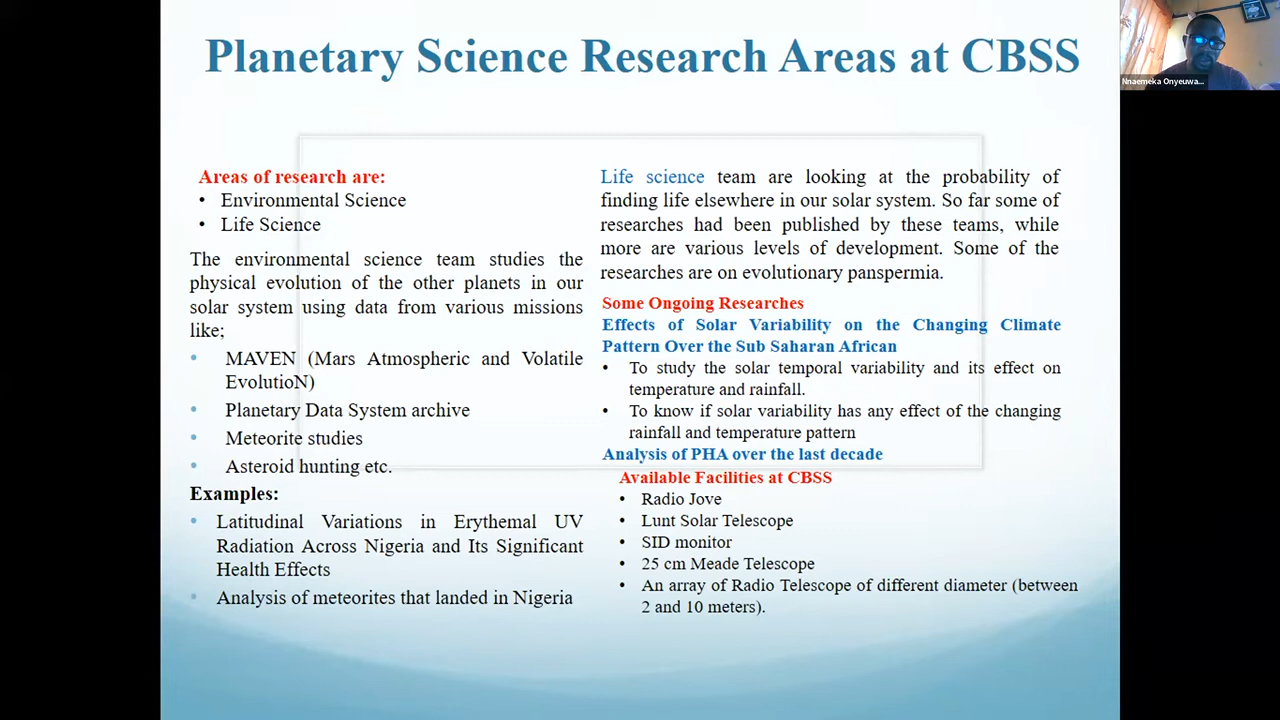 Planetary Science Research Areas at CBSS
Nnaemeka Onyeuwa...
Areas of research are:
• Environmental Science
• Life Science
The environmental science team studies the
physical evolution of the other planets in our
solar system using data from various missions
like;
• MAVEN (Mars Atmospheric and Volatile
EvolutioN)
• Planetary Data System archive
• Meteorite studies
• Asteroid hunting etc.
Examples:
• Latitudinal Variations in Erythemal UV
Radiation Across Nigeria and Its Significant
Health Effects
• Analysis of meteorites that landed in Nigeria
Life science team are looking at the probability of
finding life elsewhere in our solar system. So far some of
researches had been published by these teams, while
more are various levels of development. Some of the
researches are on evolutionary panspermia.
Some Ongoing Researches
Effects of Solar Variability on the Changing Climate
Pattern Over the Sub Saharan African
• To study the solar temporal variability and its effect on
temperature and rainfall.
• To know if solar variability has any effect of the changing
rainfall and temperature pattern
Analysis of PHA over the last decade
Available Facilities at CBSS
• Radio Jove
• Lunt Solar Telescope
• SID monitor
• 25 cm Meade Telescope
• An array of Radio Telescope of different diameter (between
2 and 10 meters).